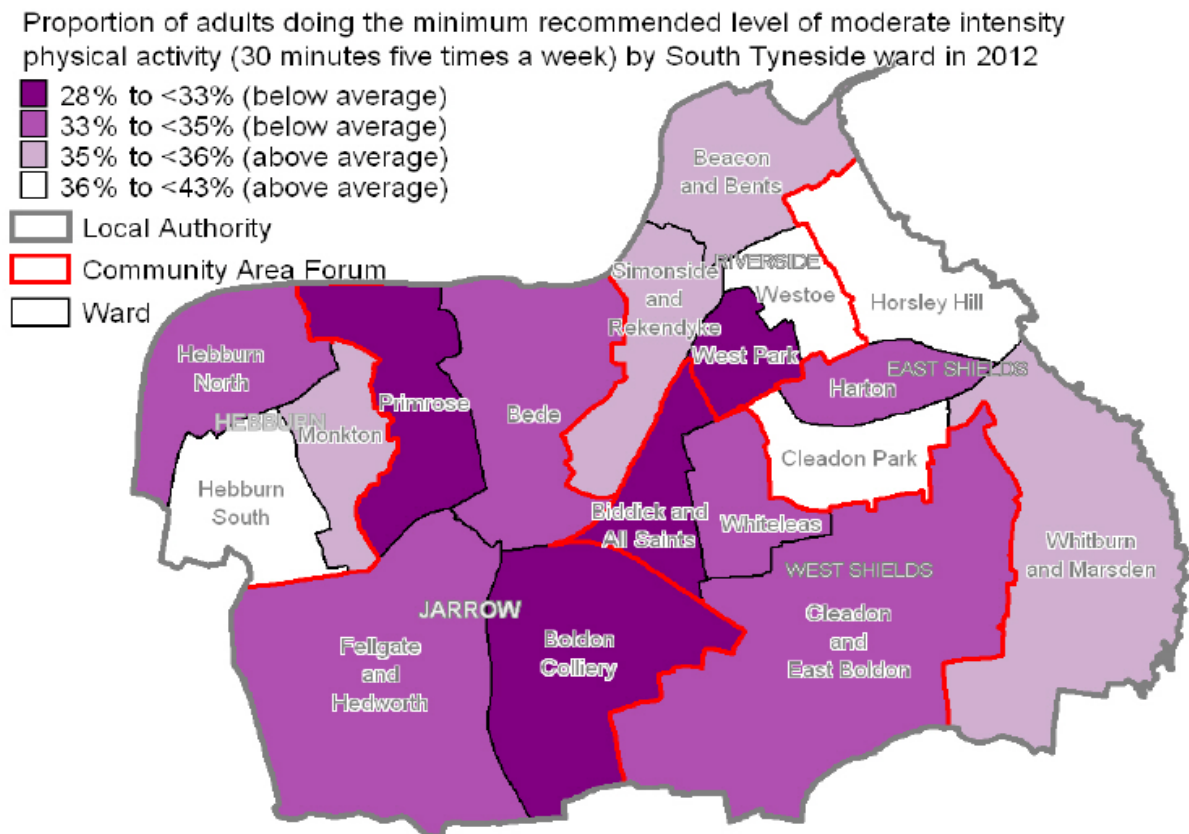 Proportion of adults doing the minimum recommended level of moderate intensity
physical activity (30 minutes five times a week) by South Tyneside ward in 2012
28% to <33% (below average)
33% to <35% (below average)
35% to <36% (above average)
36% to <43% (above average)
Local Authority
Community Area Forum
Ward
Beacon
and Bents
Simonside
and
Rekendyke
RIVERSIDE
Westoe
Horsley Hill
West Park
EAST SHIELDS
Harton
Hebburn
North
HEBBURN
Monkton
Primrose
Bede
Cleadon Park
Hebburn
South
Biddick and
All Saints
Whiteleas
Whitburn
and Marsden
WEST SHIELDS
JARROW
Cleadon
and
East Boldon
Fellgate
and
Hedworth
Boldon
Colliery